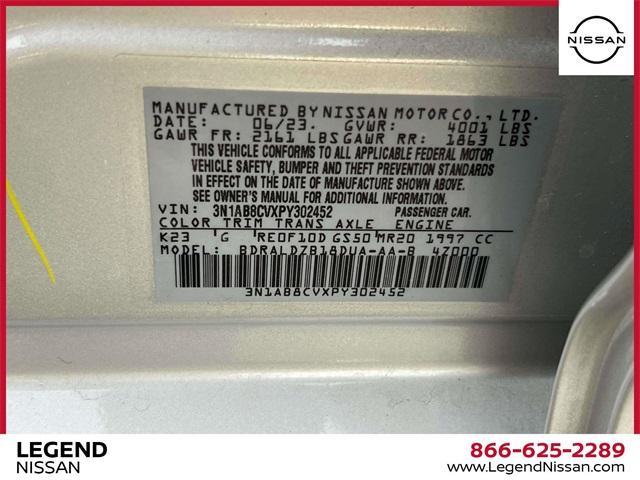 NISSAN
MANUFACTURED BY NISSAN MOTOR CO., LTD.
DATE: 06/23. GVWR: 4001 LBS
GAWR FR: 2161 LBS GAWR RR: 1863 LBS
THIS VEHICLE CONFORMS TO ALL APPLICABLE FEDERAL MOTOR
VEHICLE SAFETY, BUMPER AND THEFT PREVENTION STANDARDS
IN EFFECT ON THE DATE OF MANUFACTURE SHOWN ABOVE.
SEE OWNER'S MANUAL FOR ADDITIONAL INFORMATION.
VIN: 3N1AB8CVXPY302452 PASSENGER CAR.
COLOR TRIM TRANS AXLE ENGINE
K23 G RE0F10D GS50 MR20 1997 CC
MODEL: BDRALDZB18DUA-AA-B 4Z000
3N1AB8CVXPY302452
LEGEND
NISSAN
866-625-2289
www.LegendNissan.com